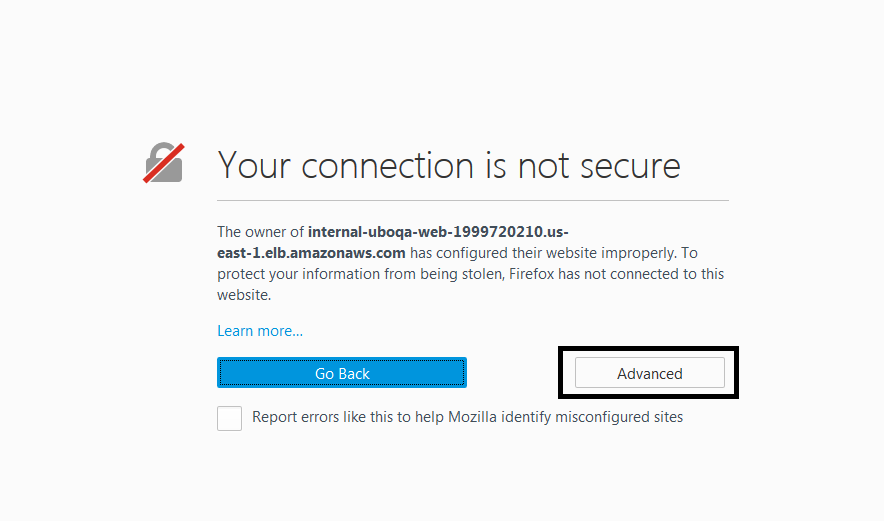 Your connection is not secure
The owner of internal-uboqa-web-1999720210.us-
east-1.elb.amazonaws.com has configured their website improperly. To
protect your information from being stolen, Firefox has not connected to this
website.
Learn more...
Go Back
Advanced
Report errors like this to help Mozilla identify misconfigured sites